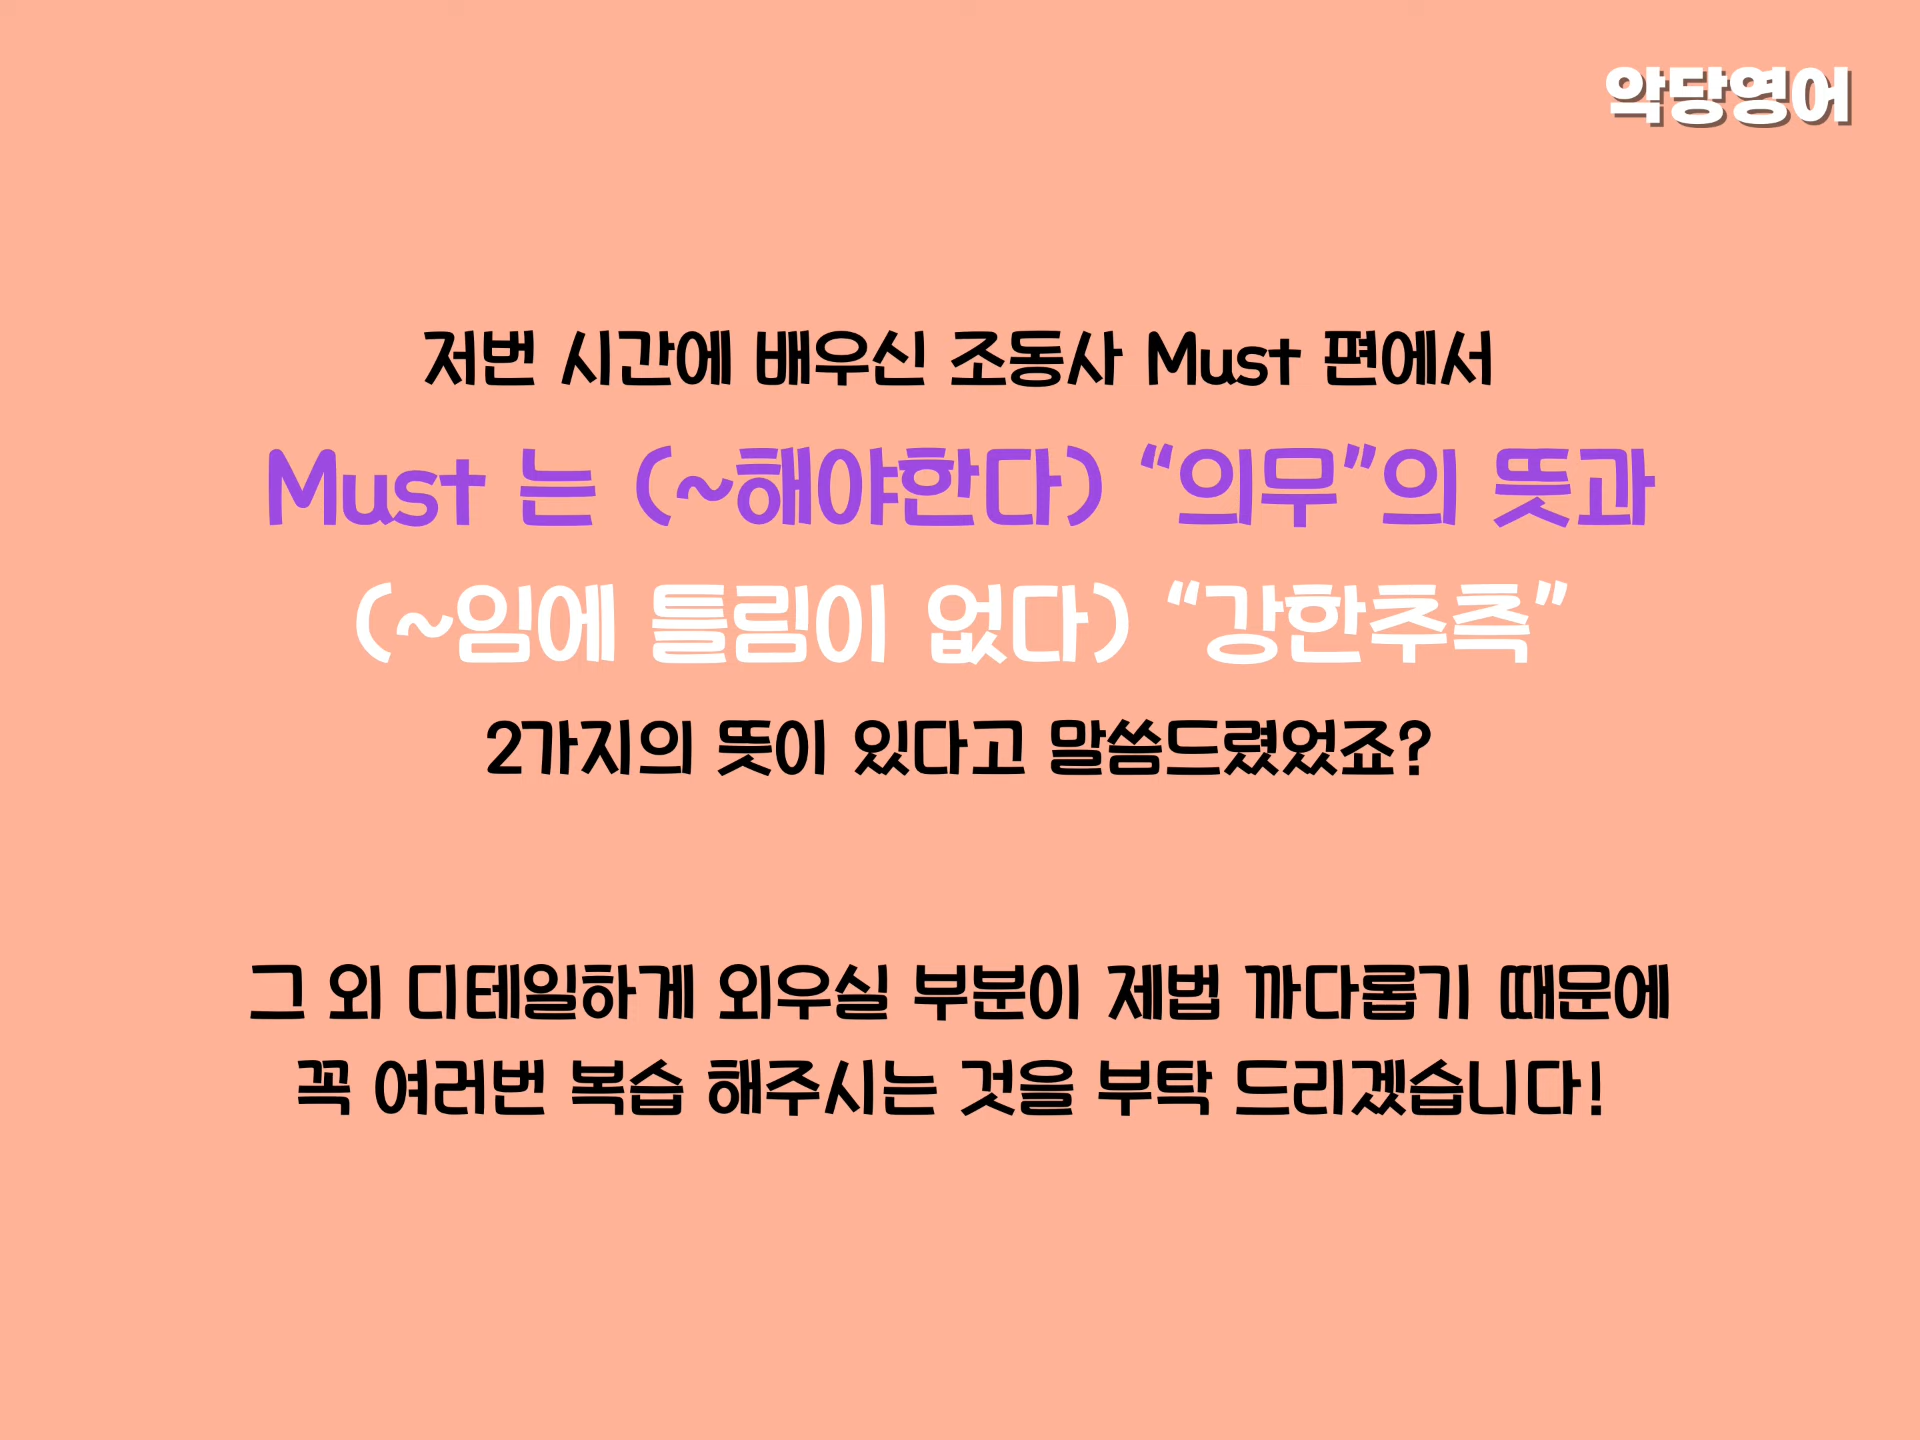 악당영어
저번 시간에 배우신 조동사 Must 편에서
Must 는 (~해야한다) “의무”의 뜻과
(~임에 틀림이 없다) “강한추측”
2가지의 뜻이 있다고 말씀드렸었죠?
그 외 디테일하게 외우실 부분이 제법 까다롭기 때문에
꼭 여러번 복습 해주시는 것을 부탁 드리겠습니다!